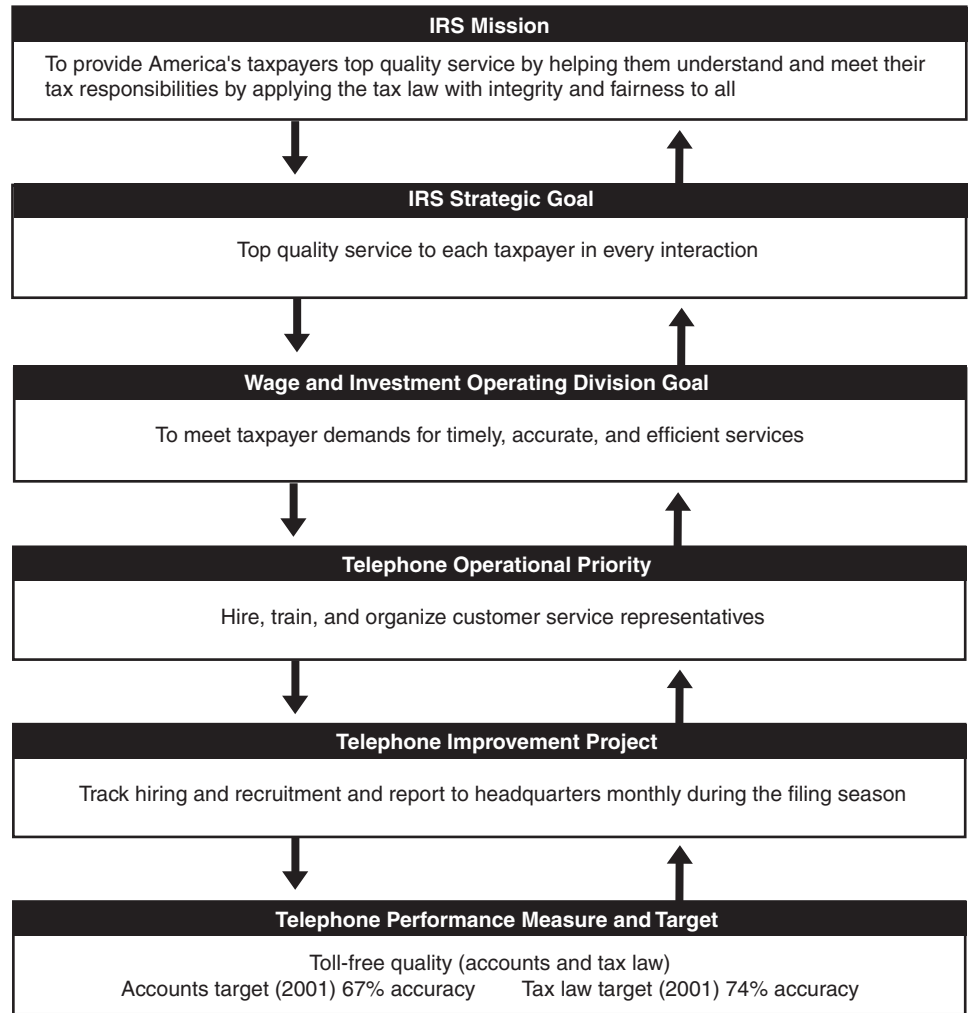 IRS Mission
To provide America's taxpayers top quality service by helping them understand and meet their
tax responsibilities by applying the tax law with integrity and fairness to all
IRS Strategic Goal
Top quality service to each taxpayer in every interaction
Wage and Investment Operating Division Goal
To meet taxpayer demands for timely, accurate, and efficient services
Telephone Operational Priority
Hire, train, and organize customer service representatives
Telephone Improvement Project
Track hiring and recruitment and report to headquarters monthly during the filing season
Telephone Performance Measure and Target
Toll-free quality (accounts and tax law)
Accounts target (2001) 67% accuracy Tax law target (2001) 74% accuracy